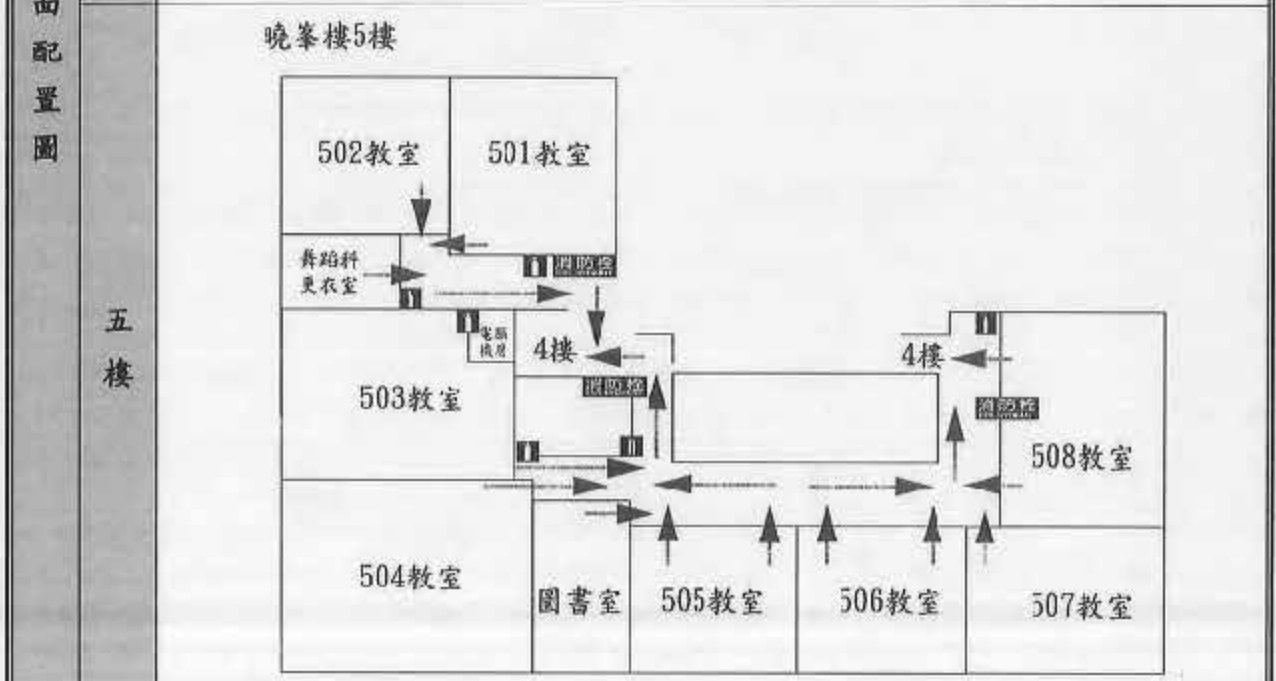 面配置圖
五樓
曉峯樓5樓
502教室
501教室
舞蹈科
更衣室
消防栓
電腦
機房
4樓
4樓
消防栓
503教室
消防栓
508教室
504教室
圖書室
505教室
506教室
507教室